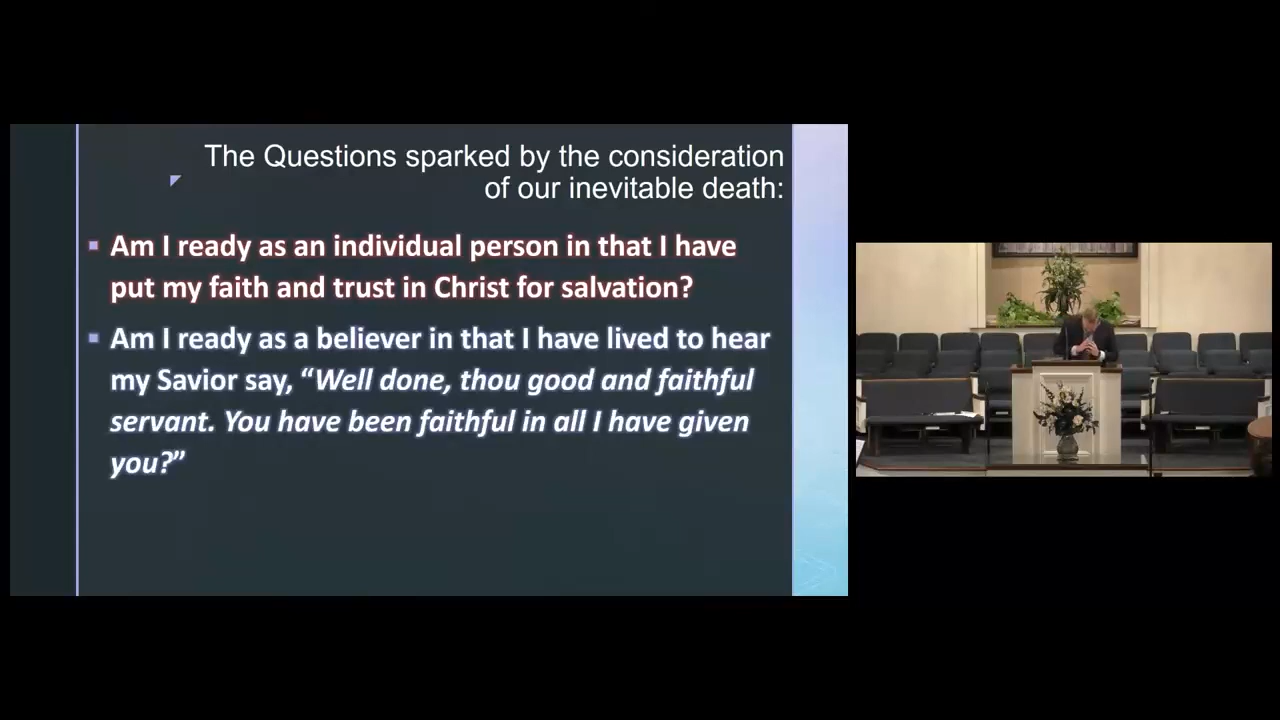 The Questions sparked by the consideration
of our inevitable death:
▪ Am I ready as an individual person in that I have
put my faith and trust in Christ for salvation?
▪ Am I ready as a believer in that I have lived to hear
my Savior say, “Well done, thou good and faithful
servant. You have been faithful in all I have given
you?”